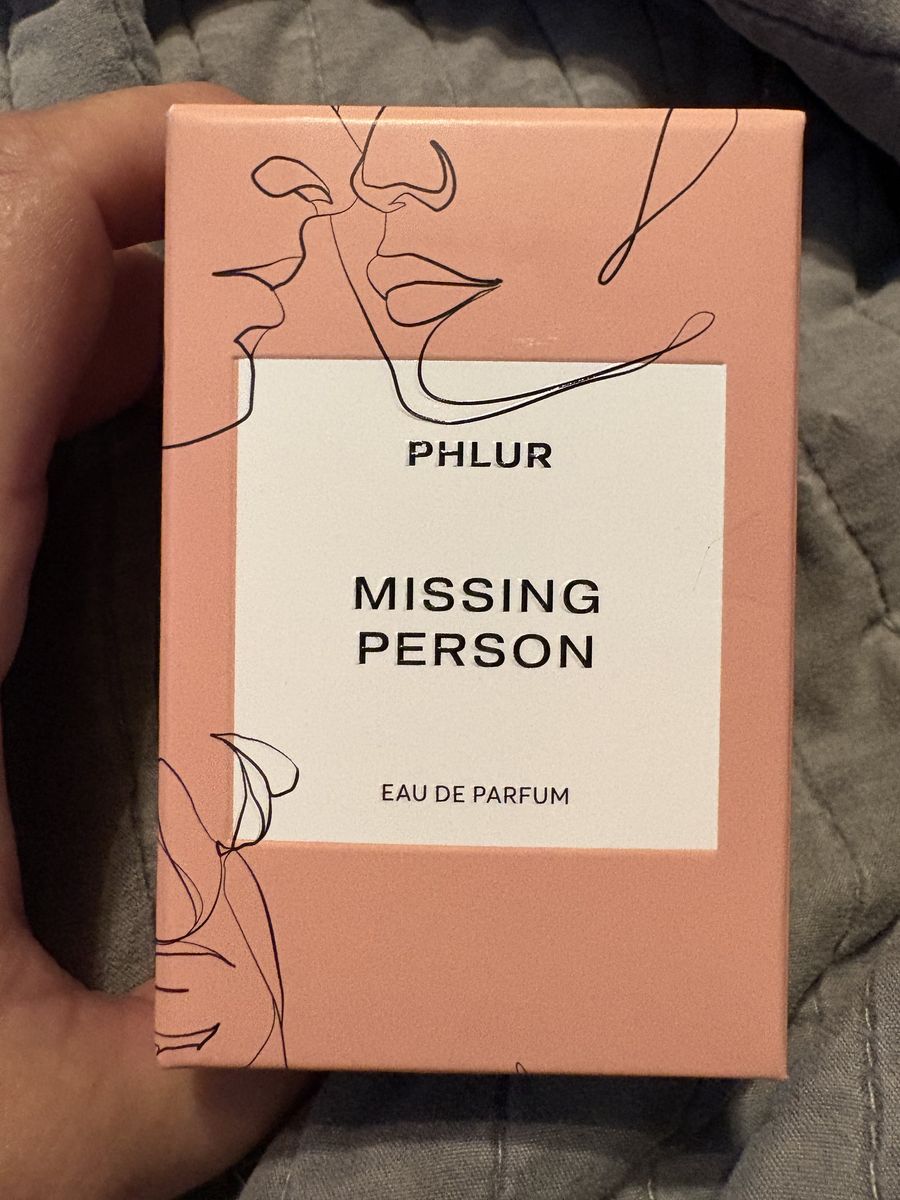 PHLUR
MISSING
PERSON
EAU DE PARFUM